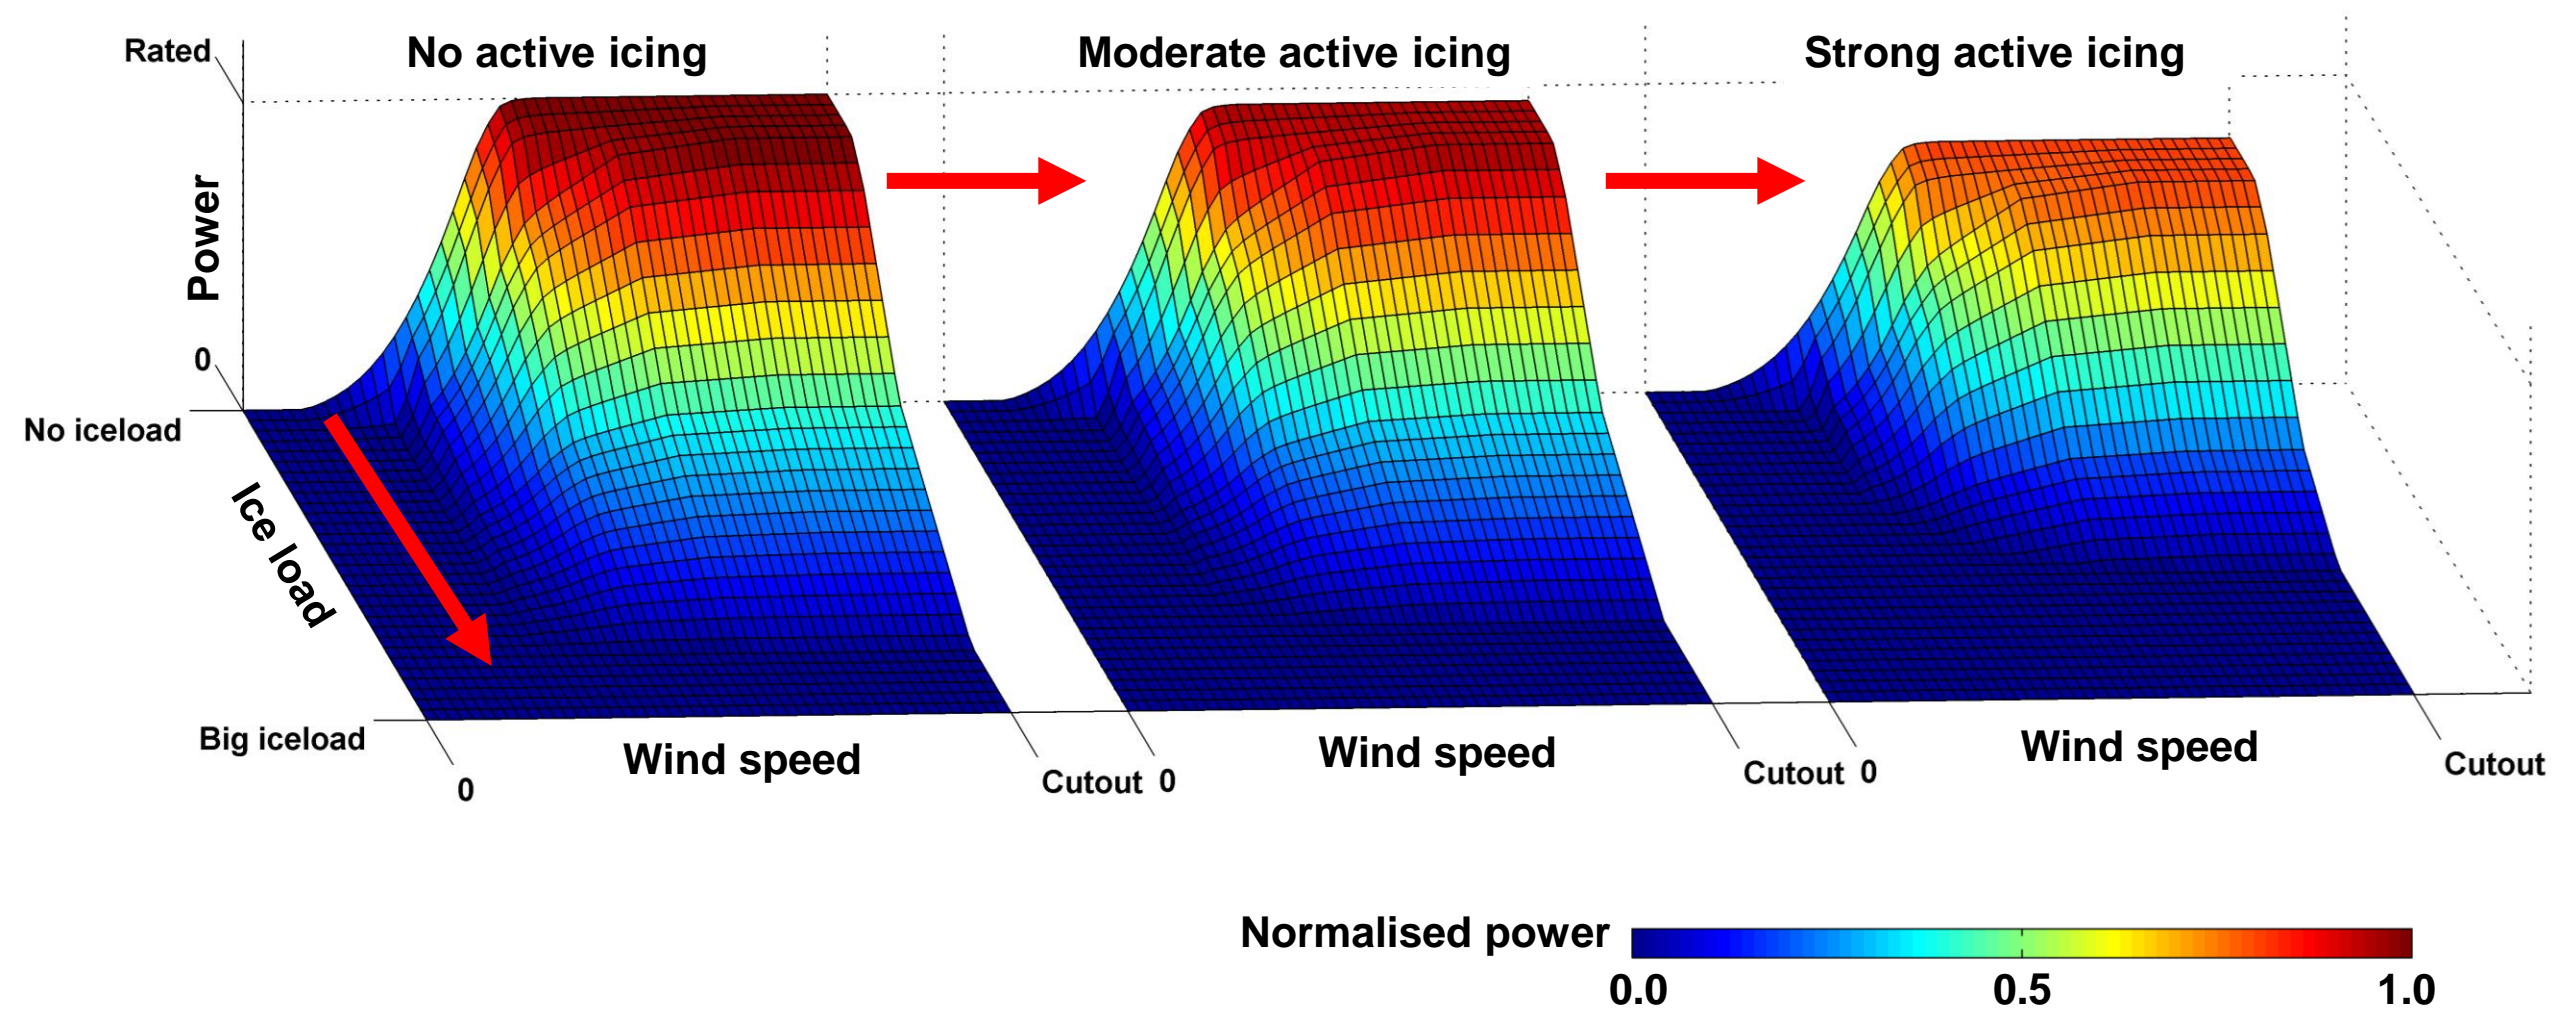 Rated
No active icing
Moderate active icing
Strong active icing
Power
0
No iceload
Ice load
Big iceload
0
Wind speed
Cutout
0
Wind speed
Cutout
0
Wind speed
Cutout
Normalised power
0.0
0.5
1.0